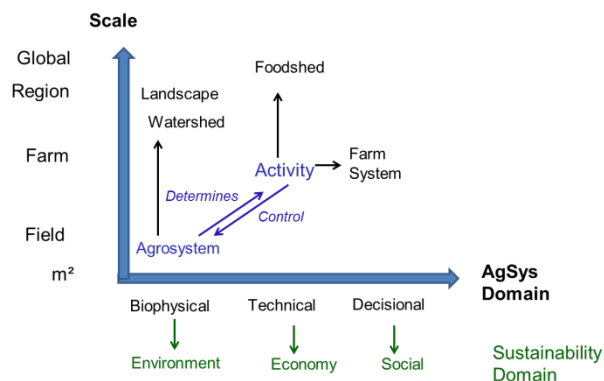 Scale
Global
Foodshed
Region
Landscape
Watershed
Farm
Activity
Farm
System
Determines
Control
Field
Agrosystem
m²
AgSys
Domain
Biophysical
Technical
Decisional
Environment
Economy
Social
Sustainability
Domain